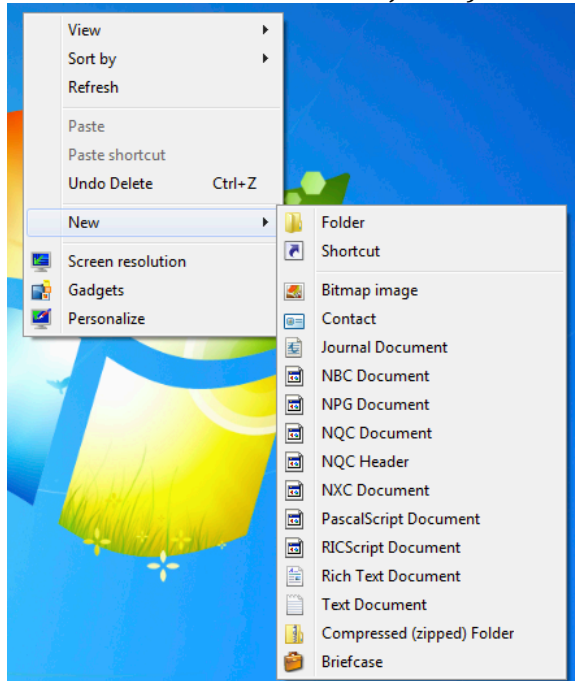 View
Sort by
Refresh
Paste
Paste shortcut
Undo Delete Ctrl+Z
New
Screen resolution
Gadgets
Personalize
Folder
Shortcut
Bitmap image
Contact
Journal Document
NBC Document
NPG Document
NQC Document
NQC Header
NXC Document
PascalScript Document
RICScript Document
Rich Text Document
Text Document
Compressed (zipped) Folder
Briefcase